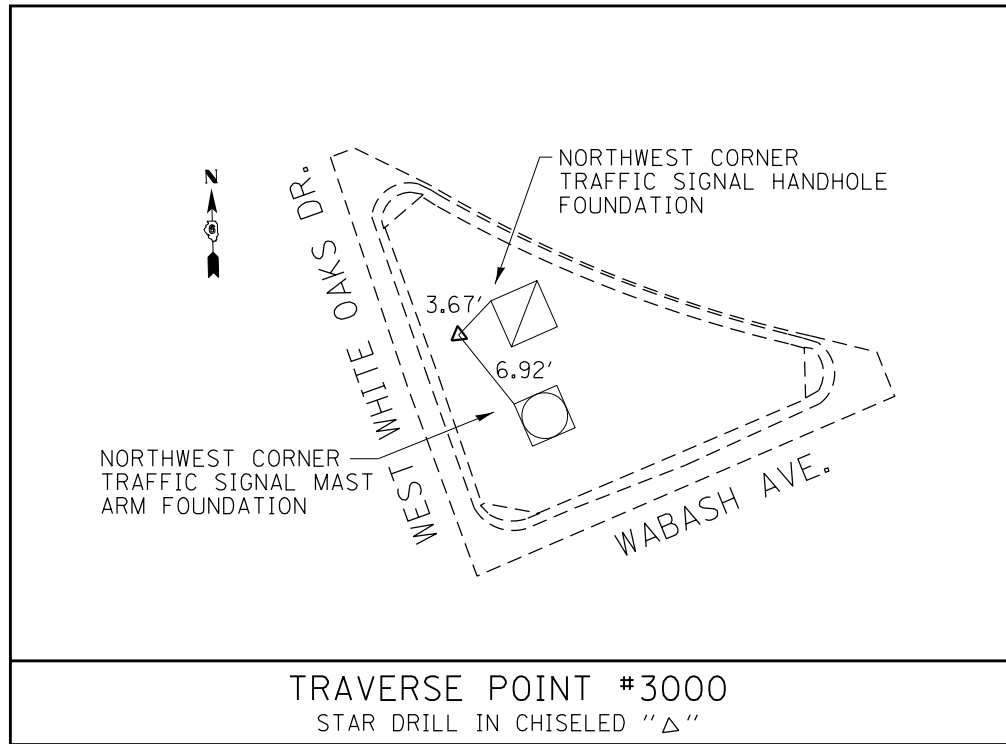 N
NORTHWEST CORNER
TRAFFIC SIGNAL HANDHOLE
FOUNDATION
WEST WHITE OAKS DR.
3.67'
6.92'
NORTHWEST CORNER
TRAFFIC SIGNAL MAST
ARM FOUNDATION
WABASH AVE.
TRAVERSE POINT #3000
STAR DRILL IN CHISELED "△"